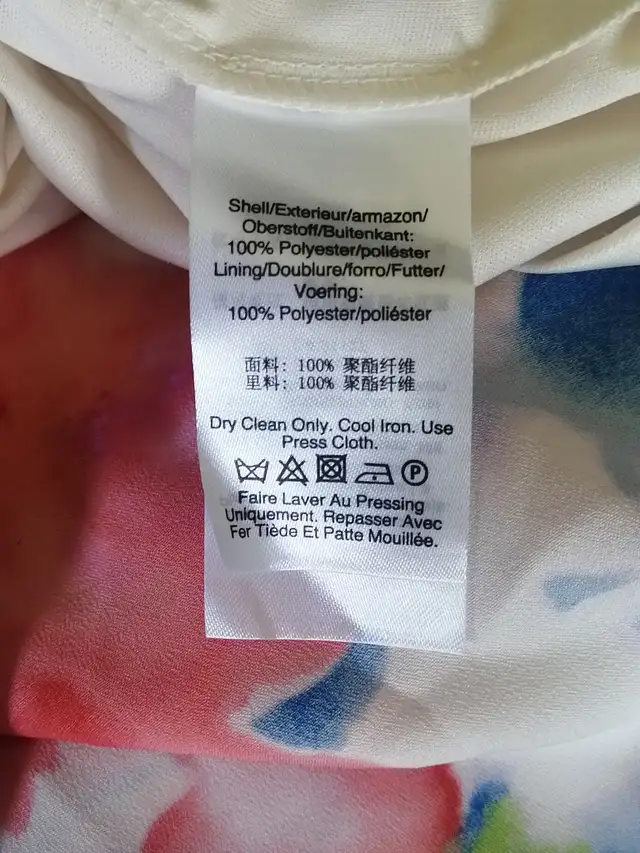 Shell/Exterieur/armazon/
Oberstoff/Buitenkant:
100% Polyester/poliéster
Lining/Doublure/forro/Futter/
Voering:
100% Polyester/poliéster
面料: 100% 聚酯纤维
里料: 100% 聚酯纤维
Dry Clean Only. Cool Iron. Use
Press Cloth.
P
Faire Laver Au Pressing
Uniquement. Repasser Avec
Fer Tiède Et Patte Mouillée.